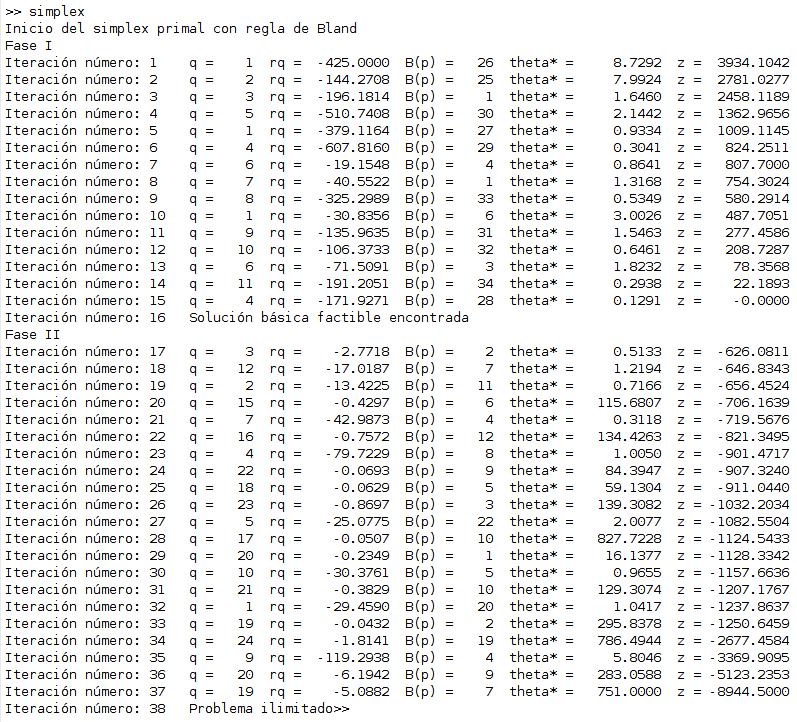 >> simplex
Inicio del simplex primal con regla de Bland
Fase I
Iteración número: 1 q = 1 rq = -425.0000 B(p) = 26 theta* = 8.7292 z = 3934.1042
Iteración número: 2 q = 2 rq = -144.2708 B(p) = 25 theta* = 7.9924 z = 2781.0277
Iteración número: 3 q = 3 rq = -196.1814 B(p) = 1 theta* = 1.6460 z = 2458.1189
Iteración número: 4 q = 5 rq = -510.7408 B(p) = 30 theta* = 2.1442 z = 1362.9656
Iteración número: 5 q = 1 rq = -379.1164 B(p) = 27 theta* = 0.9334 z = 1009.1145
Iteración número: 6 q = 4 rq = -607.8160 B(p) = 29 theta* = 0.3041 z = 824.2511
Iteración número: 7 q = 6 rq = -19.1548 B(p) = 4 theta* = 0.8641 z = 807.7000
Iteración número: 8 q = 7 rq = -40.5522 B(p) = 1 theta* = 1.3168 z = 754.3024
Iteración número: 9 q = 8 rq = -325.2989 B(p) = 33 theta* = 0.5349 z = 580.2914
Iteración número: 10 q = 1 rq = -30.8356 B(p) = 6 theta* = 3.0026 z = 487.7051
Iteración número: 11 q = 9 rq = -135.9635 B(p) = 31 theta* = 1.5463 z = 277.4586
Iteración número: 12 q = 10 rq = -106.3733 B(p) = 32 theta* = 0.6461 z = 208.7287
Iteración número: 13 q = 6 rq = -71.5091 B(p) = 3 theta* = 1.8232 z = 78.3568
Iteración número: 14 q = 11 rq = -191.2051 B(p) = 34 theta* = 0.2938 z = 22.1893
Iteración número: 15 q = 4 rq = -171.9271 B(p) = 28 theta* = 0.1291 z = -0.0000
Iteración número: 16 Solución básica factible encontrada
Fase II
Iteración número: 17 q = 3 rq = -2.7718 B(p) = 2 theta* = 0.5133 z = -626.0811
Iteración número: 18 q = 12 rq = -17.0187 B(p) = 7 theta* = 1.2194 z = -646.8343
Iteración número: 19 q = 2 rq = -13.4225 B(p) = 11 theta* = 0.7166 z = -656.4524
Iteración número: 20 q = 15 rq = -0.4297 B(p) = 6 theta* = 115.6807 z = -706.1639
Iteración número: 21 q = 7 rq = -42.9873 B(p) = 4 theta* = 0.3118 z = -719.5676
Iteración número: 22 q = 16 rq = -0.7572 B(p) = 12 theta* = 134.4263 z = -821.3495
Iteración número: 23 q = 4 rq = -79.7229 B(p) = 8 theta* = 1.0050 z = -901.4717
Iteración número: 24 q = 22 rq = -0.0693 B(p) = 9 theta* = 84.3947 z = -907.3240
Iteración número: 25 q = 18 rq = -0.0629 B(p) = 5 theta* = 59.1304 z = -911.0440
Iteración número: 26 q = 23 rq = -0.8697 B(p) = 3 theta* = 139.3082 z = -1032.2034
Iteración número: 27 q = 5 rq = -25.0775 B(p) = 22 theta* = 2.0077 z = -1082.5504
Iteración número: 28 q = 17 rq = -0.0507 B(p) = 10 theta* = 827.7228 z = -1124.5433
Iteración número: 29 q = 20 rq = -0.2349 B(p) = 1 theta* = 16.1377 z = -1128.3342
Iteración número: 30 q = 10 rq = -30.3761 B(p) = 5 theta* = 0.9655 z = -1157.6636
Iteración número: 31 q = 21 rq = -0.3829 B(p) = 10 theta* = 129.3074 z = -1207.1767
Iteración número: 32 q = 1 rq = -29.4590 B(p) = 20 theta* = 1.0417 z = -1237.8637
Iteración número: 33 q = 19 rq = -0.0432 B(p) = 2 theta* = 295.8378 z = -1250.6459
Iteración número: 34 q = 24 rq = -1.8141 B(p) = 19 theta* = 786.4944 z = -2677.4584
Iteración número: 35 q = 9 rq = -119.2938 B(p) = 4 theta* = 5.8046 z = -3369.9095
Iteración número: 36 q = 20 rq = -6.1942 B(p) = 9 theta* = 283.0588 z = -5123.2353
Iteración número: 37 q = 19 rq = -5.0882 B(p) = 7 theta* = 751.0000 z = -8944.5000
Iteración número: 38 Problema ilimitado>>